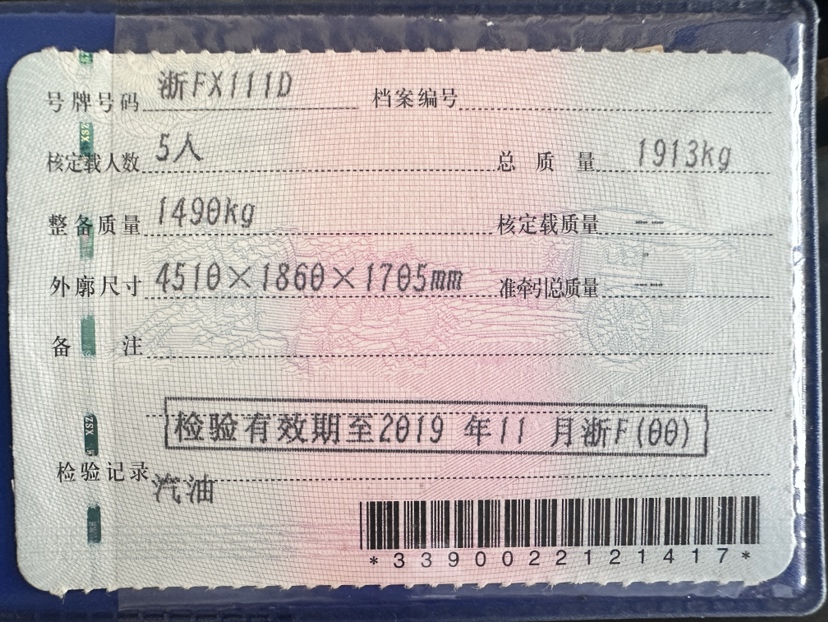 号牌号码 浙FX111D 档案编号
核定载人数 5人 总质量 1913kg
整备质量 1490kg 核定载质量 --
外廓尺寸 4510×1860×1705mm 准牵引总质量 --
备注
检验有效期至2019 年11 月浙F(00)
检验记录
汽油
*3390022121417*